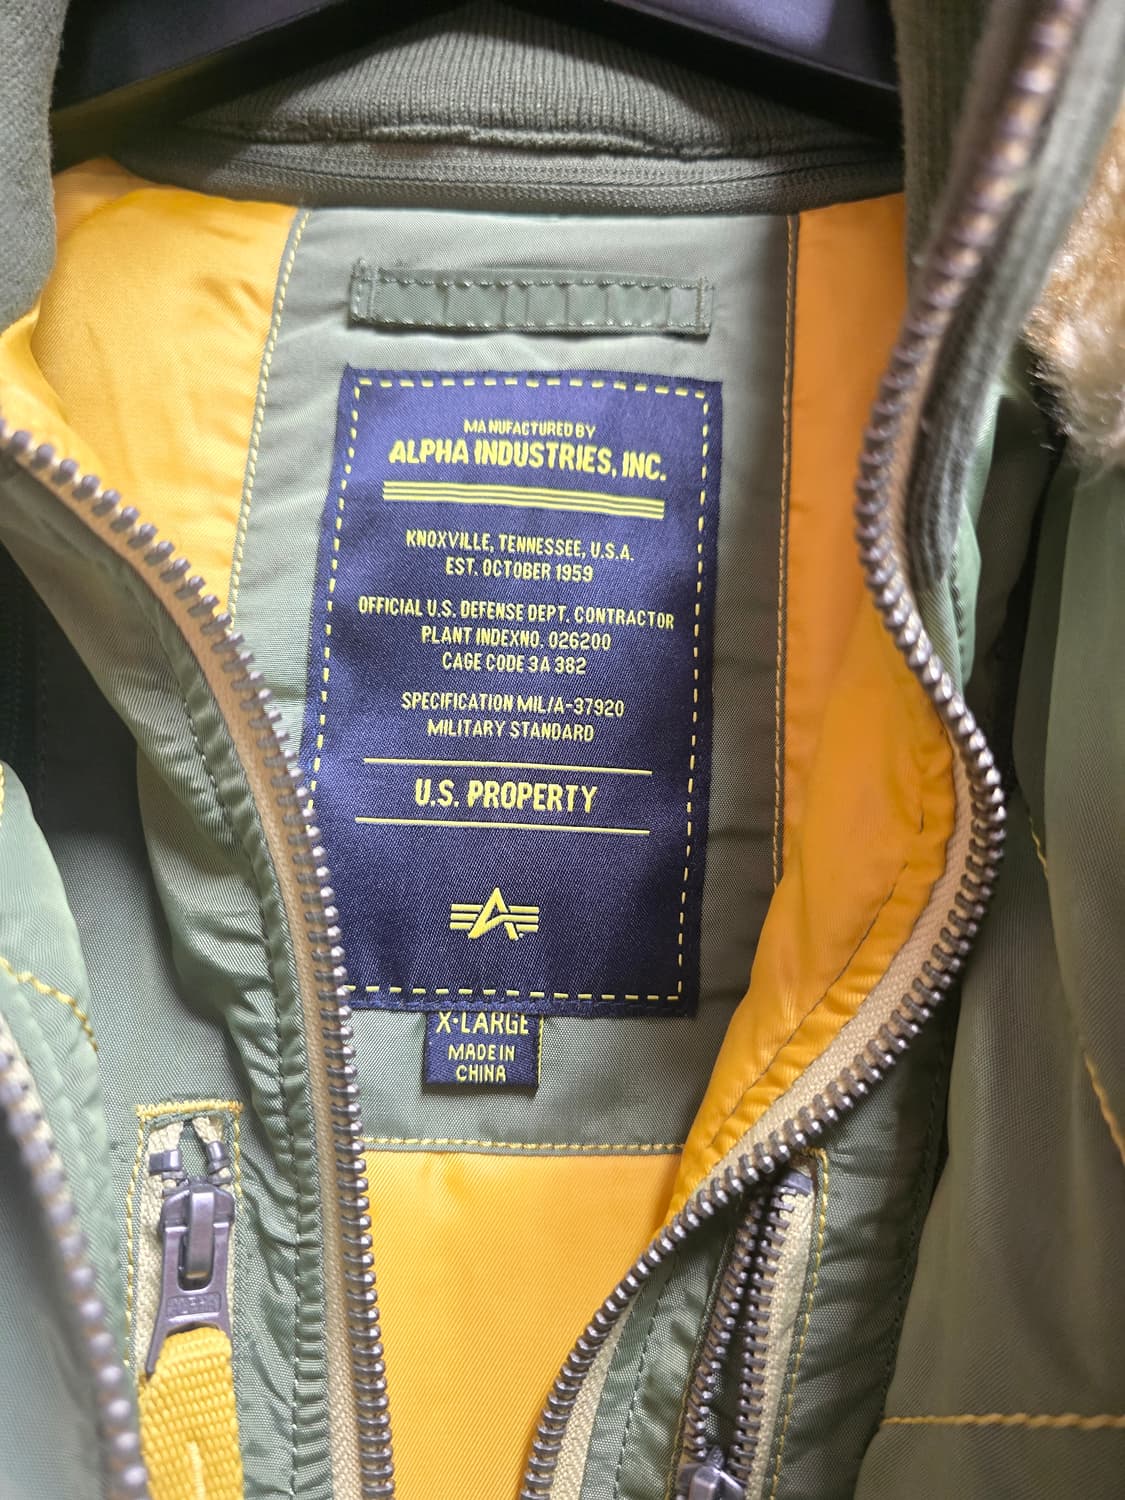 MANUFACTURED BY
ALPHA INDUSTRIES, INC.
KNOXVILLE, TENNESSEE, U.S.A.
EST. OCTOBER 1959
OFFICIAL U.S. DEFENSE DEPT. CONTRACTOR
PLANT INDEXNO. 026200
CAGE CODE 3A 382
SPECIFICATION MIL/A-37920
MILITARY STANDARD
U.S. PROPERTY
X-LARGE
MADE IN
CHINA